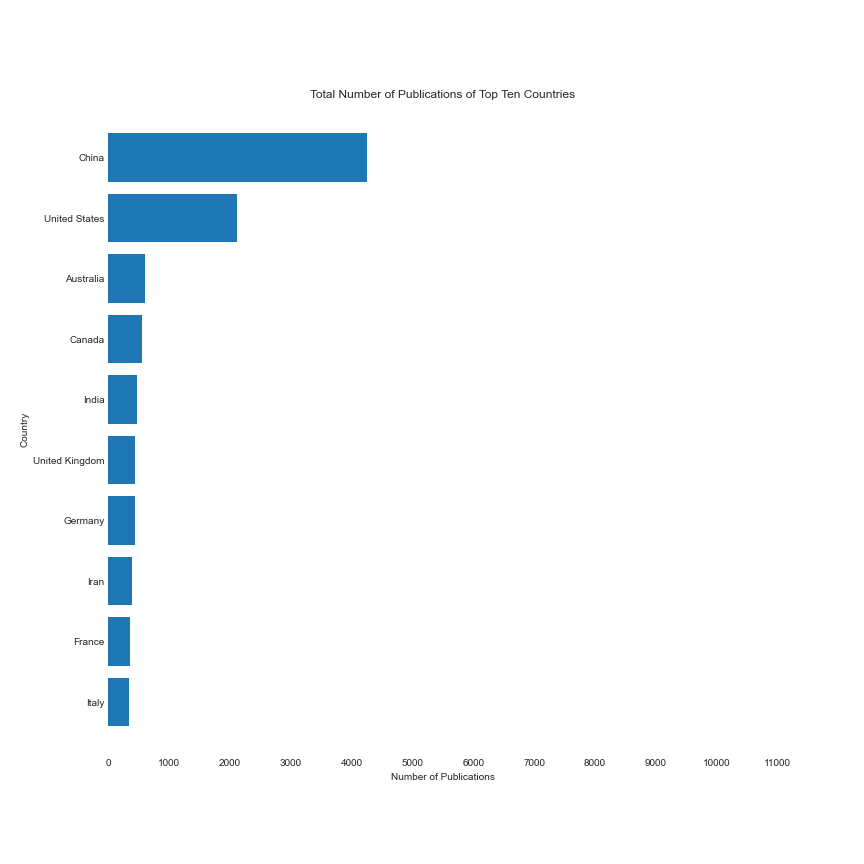 Total Number of Publications of Top Ten Countries
China
United States
Australia
Canada
India
Country
United Kingdom
Germany
Iran
France
Italy
0 1000 2000 3000 4000 5000 6000 7000 8000 9000 10000 11000
Number of Publications